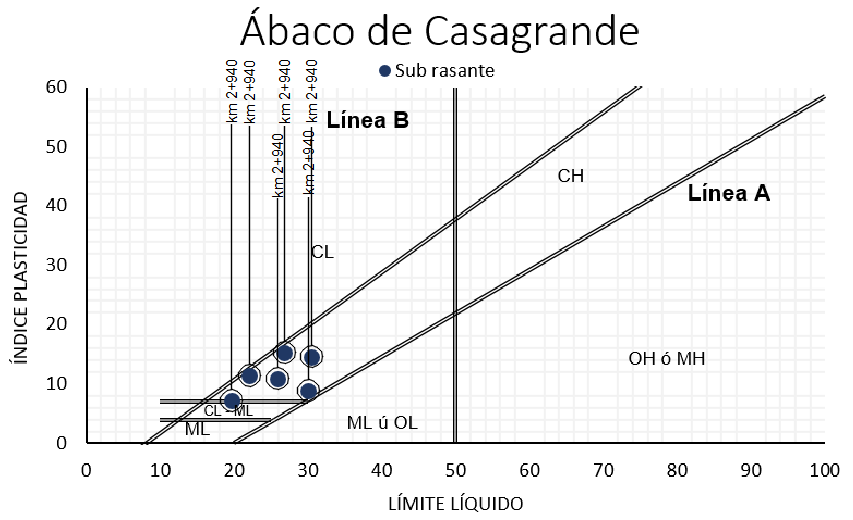 Ábaco de Casagrande
Sub rasante
km 2+940
km 2+940
km 2+940
km 2+940
km 2+940
km 2+940
Línea B
Línea A
CH
CL
CL - ML
ML
ML ú OL
OH ó MH
ÍNDICE PLASTICIDAD
60
50
40
30
20
10
0
0 10 20 30 40 50 60 70 80 90 100
LÍMITE LÍQUIDO